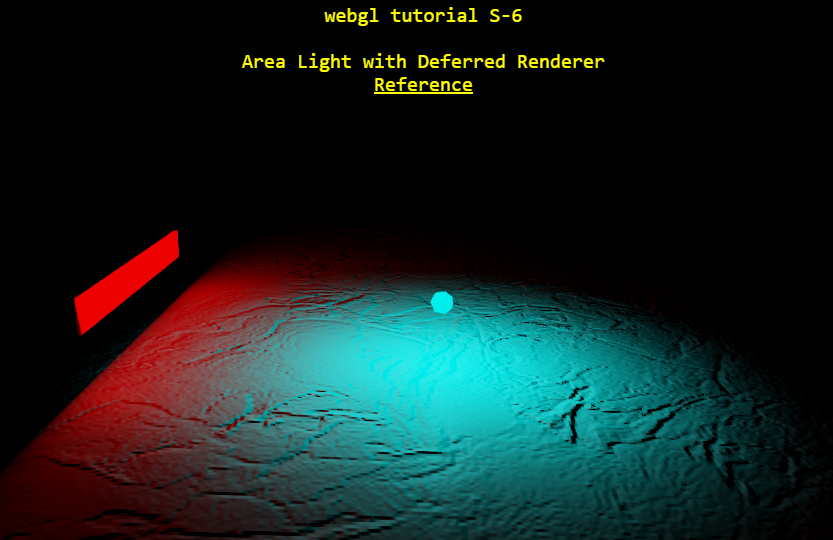 webgl tutorial S-6
Area Light with Deferred Renderer
Reference